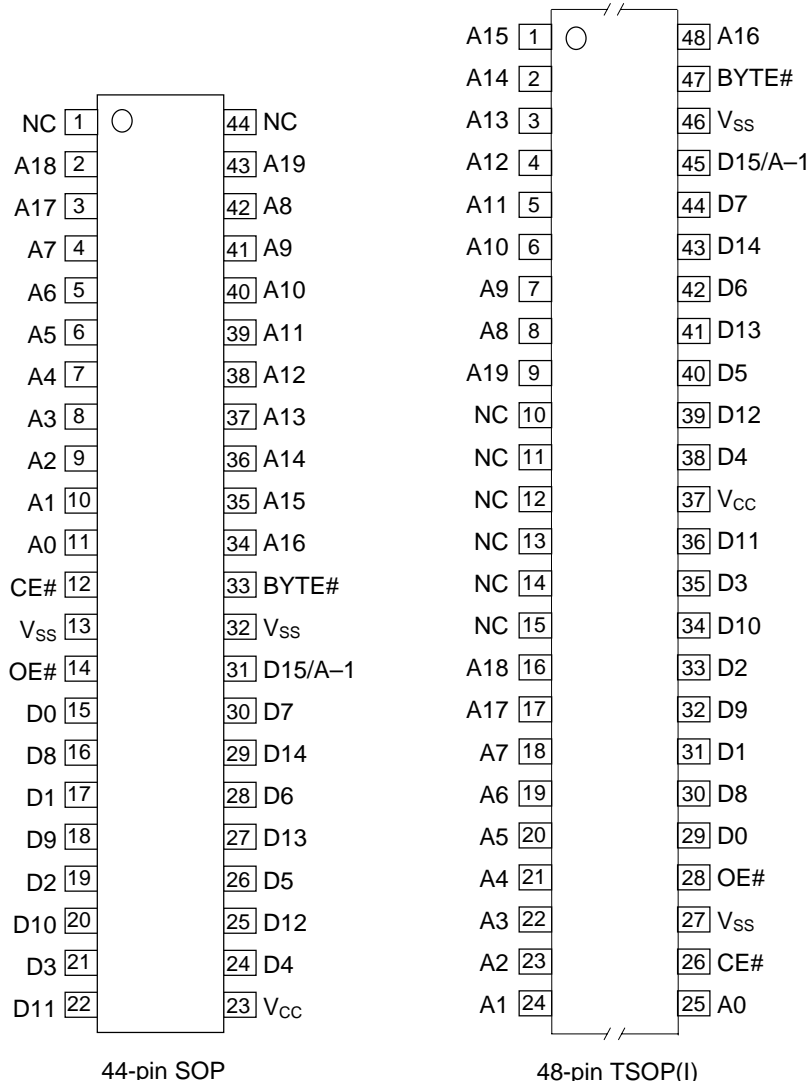 NC 1 44 NC
A18 2 43 A19
A17 3 42 A8
A7 4 41 A9
A6 5 40 A10
A5 6 39 A11
A4 7 38 A12
A3 8 37 A13
A2 9 36 A14
A1 10 35 A15
A0 11 34 A16
CE# 12 33 BYTE#
VSS 13 32 VSS
OE# 14 31 D15/A–1
D0 15 30 D7
D8 16 29 D14
D1 17 28 D6
D9 18 27 D13
D2 19 26 D5
D10 20 25 D12
D3 21 24 D4
D11 22 23 VCC
44-pin SOP
A15 1 48 A16
A14 2 47 BYTE#
A13 3 46 VSS
A12 4 45 D15/A–1
A11 5 44 D7
A10 6 43 D14
A9 7 42 D6
A8 8 41 D13
A19 9 40 D5
NC 10 39 D12
NC 11 38 D4
NC 12 37 VCC
NC 13 36 D11
NC 14 35 D3
NC 15 34 D10
A18 16 33 D2
A17 17 32 D9
A7 18 31 D1
A6 19 30 D8
A5 20 29 D0
A4 21 28 OE#
A3 22 27 VSS
A2 23 26 CE#
A1 24 25 A0
48-pin TSOP(I)